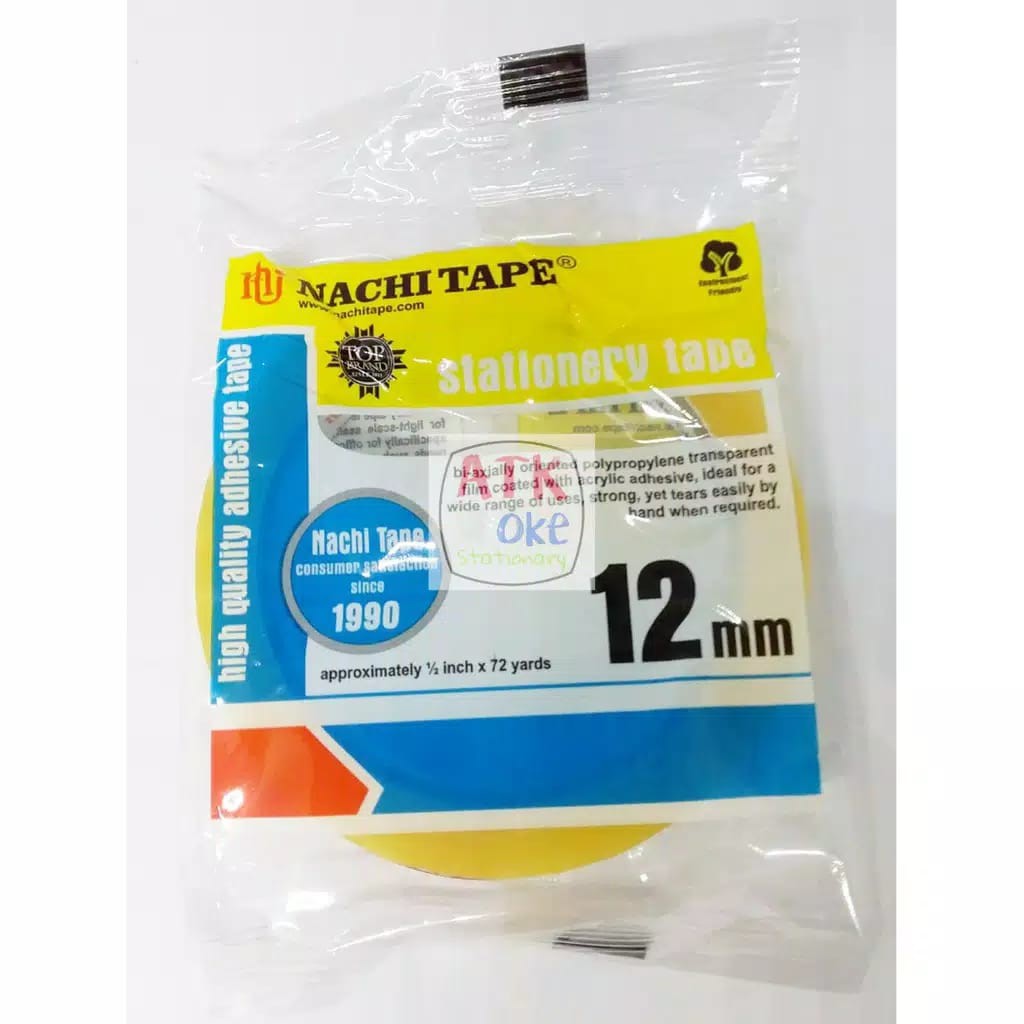 NACHI TAPE®
www.nachitape.com
Environment
Friendly
TOP
BRAND
stationery tape
high quality adhesive tape
bi-axially oriented polypropylene transparent
film coated with acrylic adhesive, ideal for a
wide range of uses, strong, yet tears easily by
hand when required.
ATK
OKE
Stationary
Nachi Tape
consumer satisfaction
since
1990
12 mm
approximately ½ inch x 72 yards